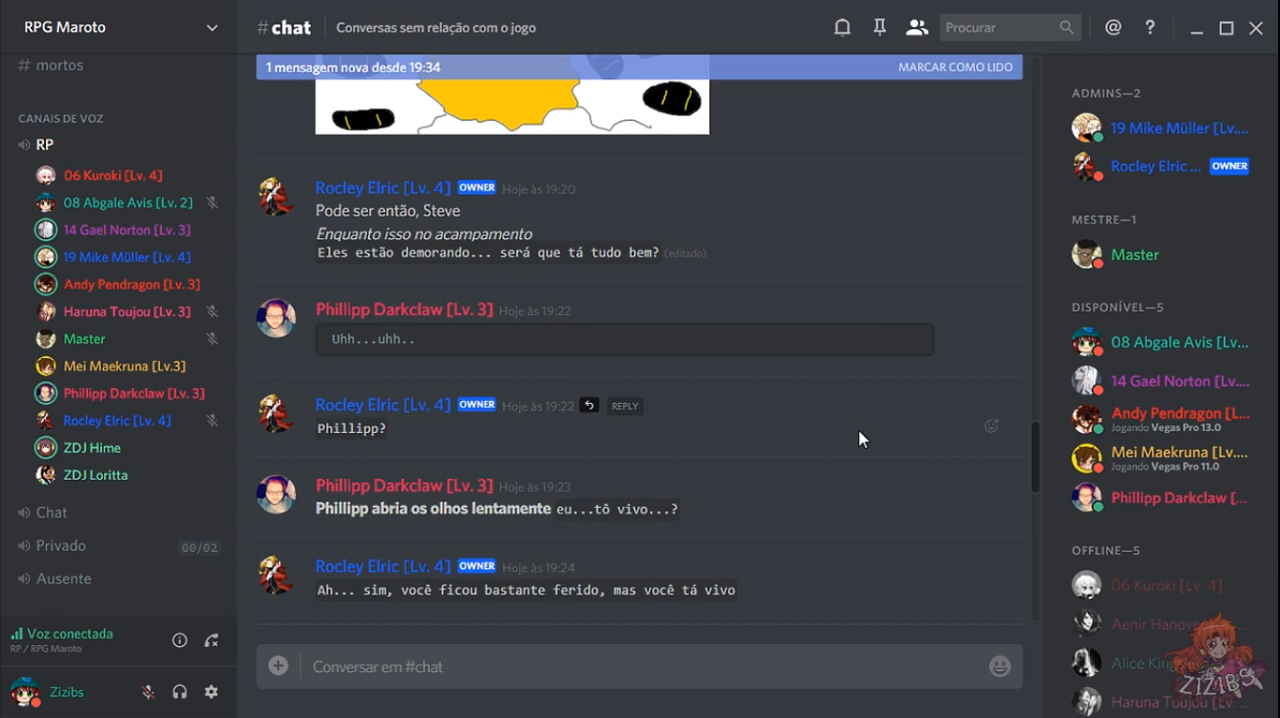 RPG Maroto
# mortos
CANAIS DE VOZ
RP
06 Kuroki [Lv. 4]
08 Abgale Avis [Lv. 2]
14 Gael Norton [Lv. 3]
19 Mike Müller [Lv. 4]
Andy Pendragon [Lv. 3]
Haruna Toujou [Lv. 3]
Master
Mei Maekruna [Lv.3]
Phillipp Darkclaw [Lv. 3]
Rocley Elric [Lv. 4]
ZDJ Hime
ZDJ Loritta
Chat
Privado 00/02
Ausente
Voz conectada
RP / RPG Maroto
Zizibs
#chat Conversas sem relação com o jogo
Procurar
1 mensagem nova desde 19:34 MARCAR COMO LIDO
Rocley Elric [Lv. 4] OWNER Hoje às 19:20
Pode ser então, Steve
Enquanto isso no acampamento
Eles estão demorando... será que tá tudo bem? (editado)
Phillipp Darkclaw [Lv. 3] Hoje às 19:22
Uhh...uhh..
Rocley Elric [Lv. 4] OWNER Hoje às 19:22 REPLY
Phillipp?
Phillipp Darkclaw [Lv. 3] Hoje às 19:23
Phillipp abria os olhos lentamente eu...tô vivo...?
Rocley Elric [Lv. 4] OWNER Hoje às 19:24
Ah... sim, você ficou bastante ferido, mas você tá vivo
Conversar em #chat
ADMINS—2
19 Mike Müller [Lv....
Rocley Elric ... OWNER
MESTRE—1
Master
DISPONÍVEL—5
08 Abgale Avis [Lv...
14 Gael Norton [Lv....
Andy Pendragon [L...
Jogando Vegas Pro 13.0
Mei Maekruna [Lv....
Jogando Vegas Pro 11.0
Phillipp Darkclaw [...
OFFLINE—5
06 Kuroki [Lv. 4]
Aenir Hanov
Alice King
Haruna Toujou [Lv. ...
ZIZIBS